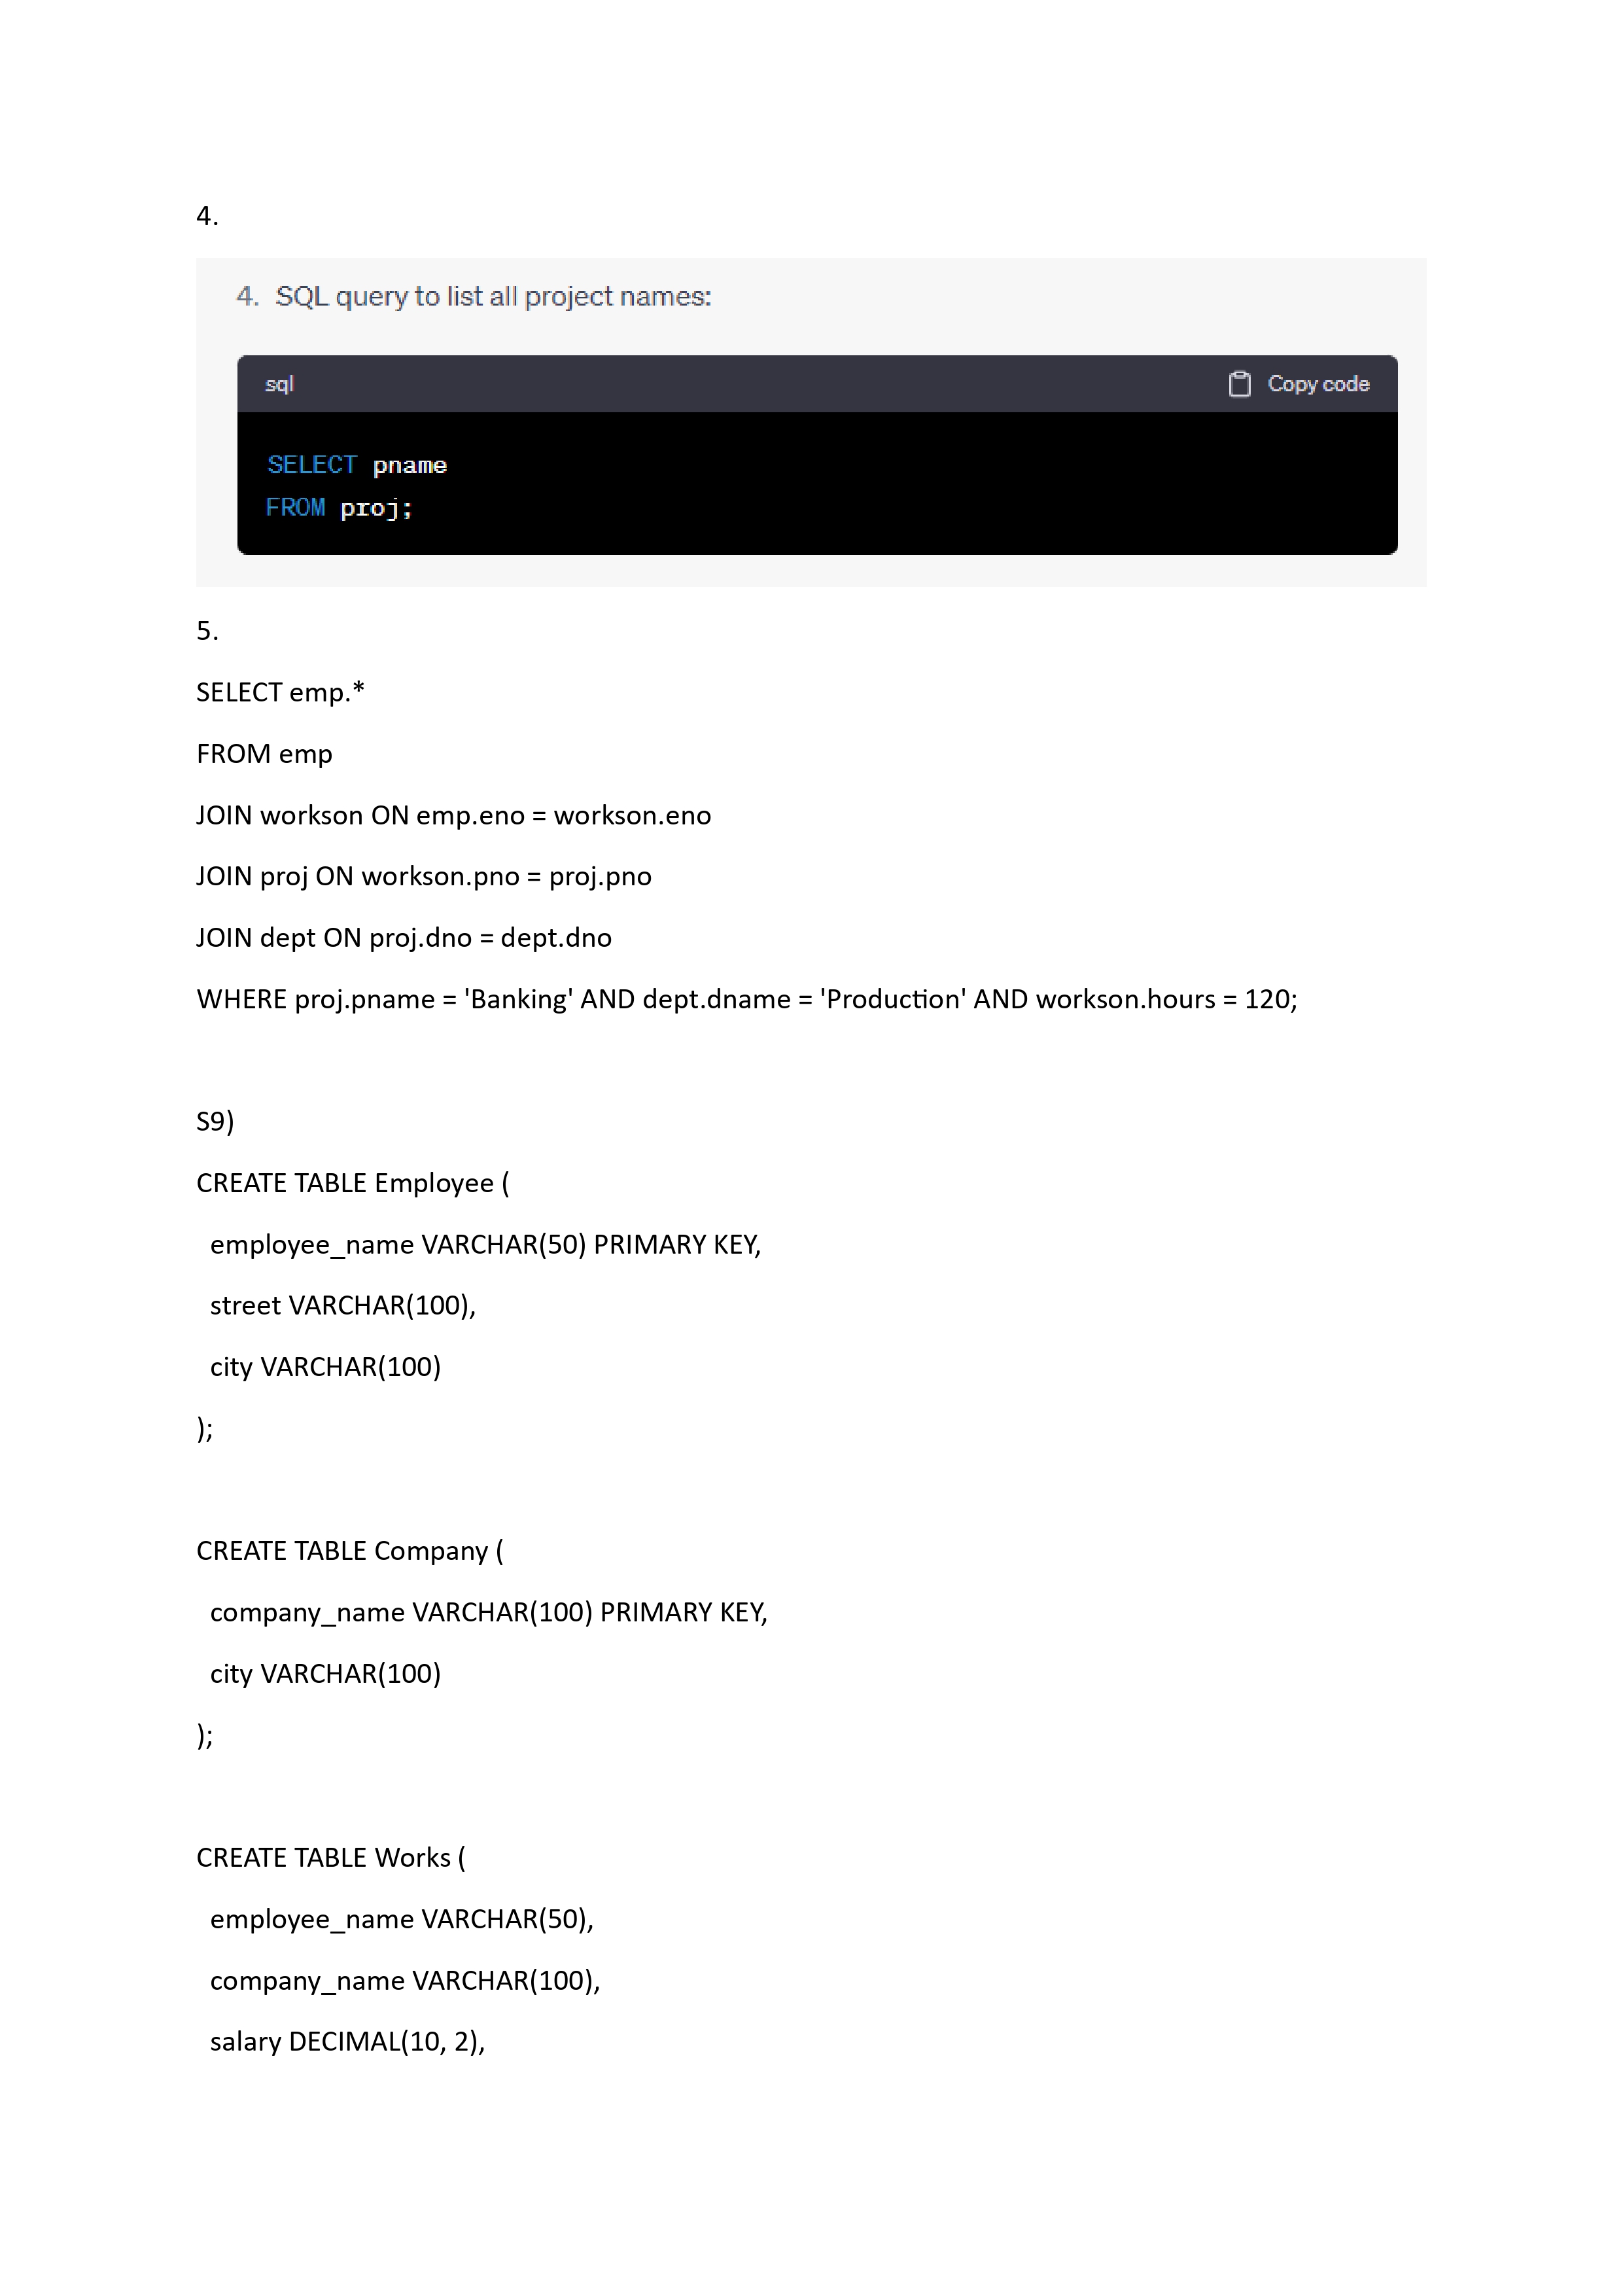 4.
4. SQL query to list all project names:
sql Copy code
SELECT pname
FROM proj;
5.
SELECT emp.*
FROM emp
JOIN workson ON emp.eno = workson.eno
JOIN proj ON workson.pno = proj.pno
JOIN dept ON proj.dno = dept.dno
WHERE proj.pname = 'Banking' AND dept.dname = 'Production' AND workson.hours = 120;
S9)
CREATE TABLE Employee (
employee_name VARCHAR(50) PRIMARY KEY,
street VARCHAR(100),
city VARCHAR(100)
);
CREATE TABLE Company (
company_name VARCHAR(100) PRIMARY KEY,
city VARCHAR(100)
);
CREATE TABLE Works (
employee_name VARCHAR(50),
company_name VARCHAR(100),
salary DECIMAL(10, 2),